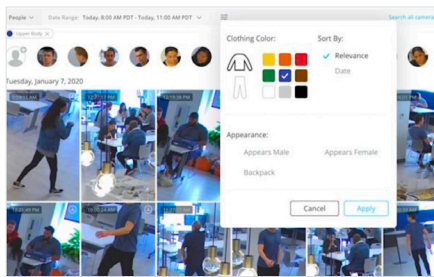 People
Date Range: Today, 8:00 AM PDT - Today, 11:00 AM PDT
Search all camera
Upper Body
Tuesday, January 7, 2020
Clothing Color:
Sort By:
Relevance
Date
Appearance:
Appears Male
Appears Female
Backpack
Cancel
Apply